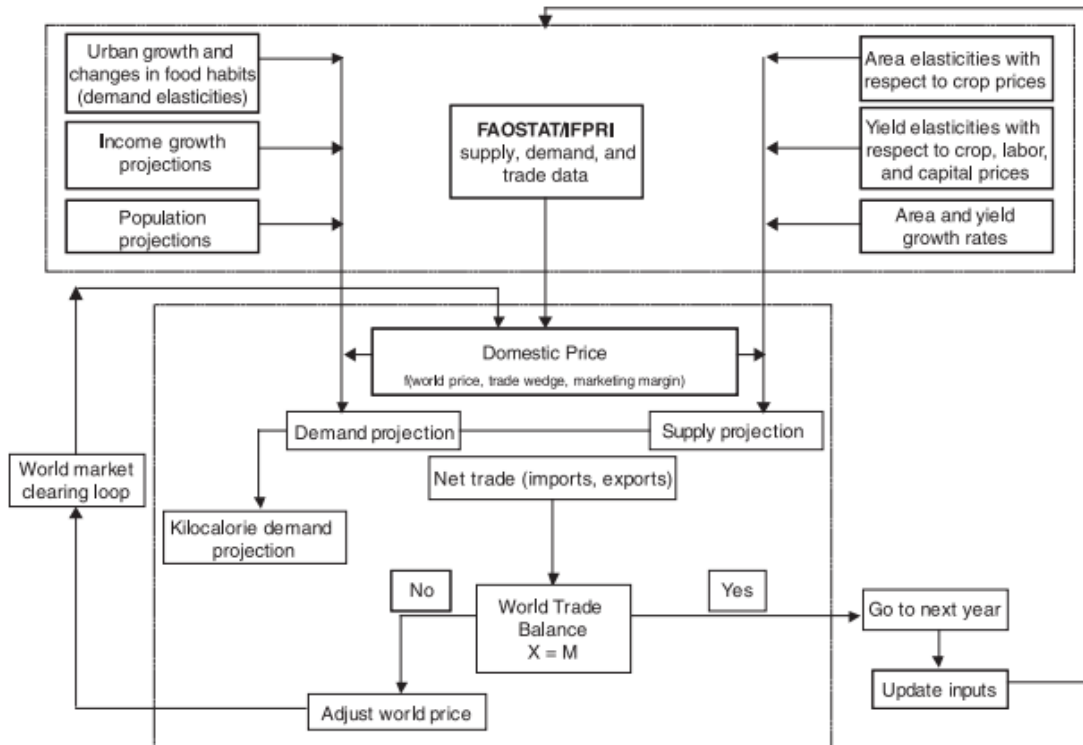 Urban growth and
changes in food habits
(demand elasticities)
Income growth
projections
Population
projections
FAOSTAT/IFPRI
supply, demand, and
trade data
Area elasticities with
respect to crop prices
Yield elasticities with
respect to crop, labor,
and capital prices
Area and yield
growth rates
Domestic Price
f(world price, trade wedge, marketing margin)
Demand projection
Supply projection
World market
clearing loop
Net trade (imports, exports)
Kilocalorie demand
projection
No
World Trade
Balance
X = M
Yes
Go to next year
Update inputs
Adjust world price